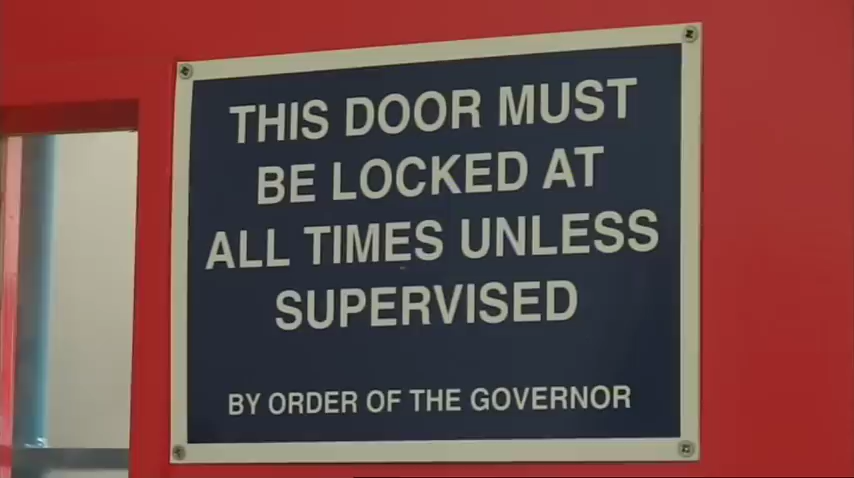 THIS DOOR MUST
BE LOCKED AT
ALL TIMES UNLESS
SUPERVISED
BY ORDER OF THE GOVERNOR